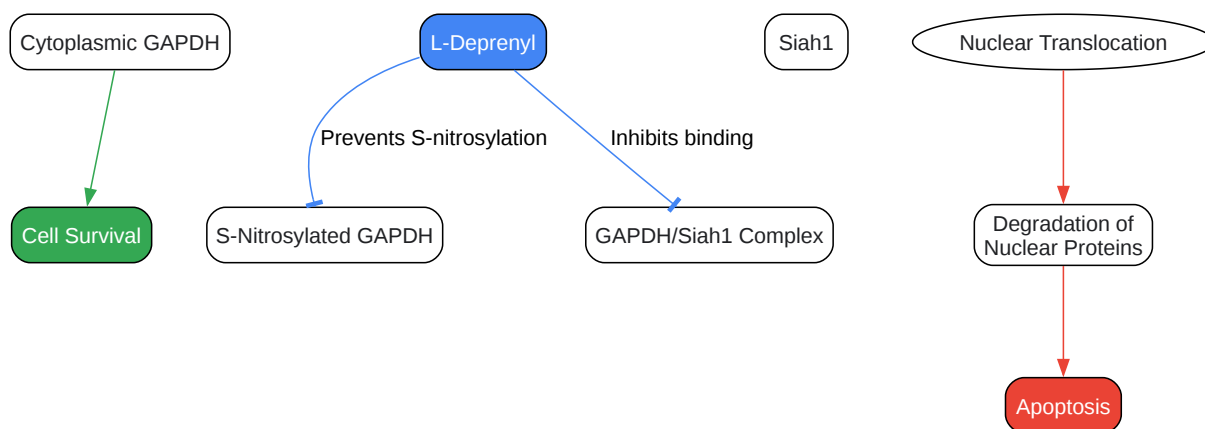 Cytoplasmic GAPDH
L-Deprenyl
Siah1
Nuclear Translocation
Prevents S-nitrosylation
Inhibits binding
Cell Survival
S-Nitrosylated GAPDH
GAPDH/Siah1 Complex
Degradation of
Nuclear Proteins
Apoptosis